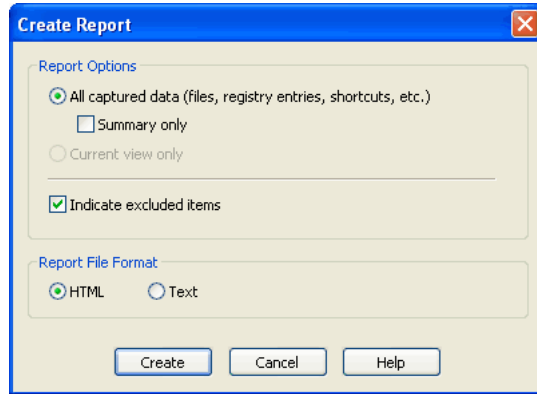 Create Report
Report Options
All captured data (files, registry entries, shortcuts, etc.)
Summary only
Current view only
Indicate excluded items
Report File Format
HTML Text
Create Cancel Help